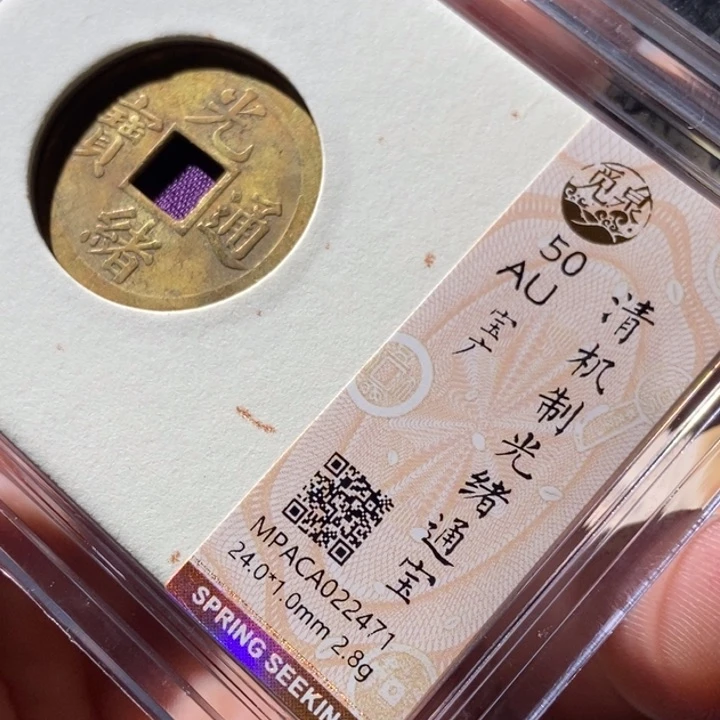 光緒通寶
觅泉
50
AU
宝广
清机制光绪通宝
MPACA022471
24.0*1.0mm 2.8g
SPRING SEEKIN